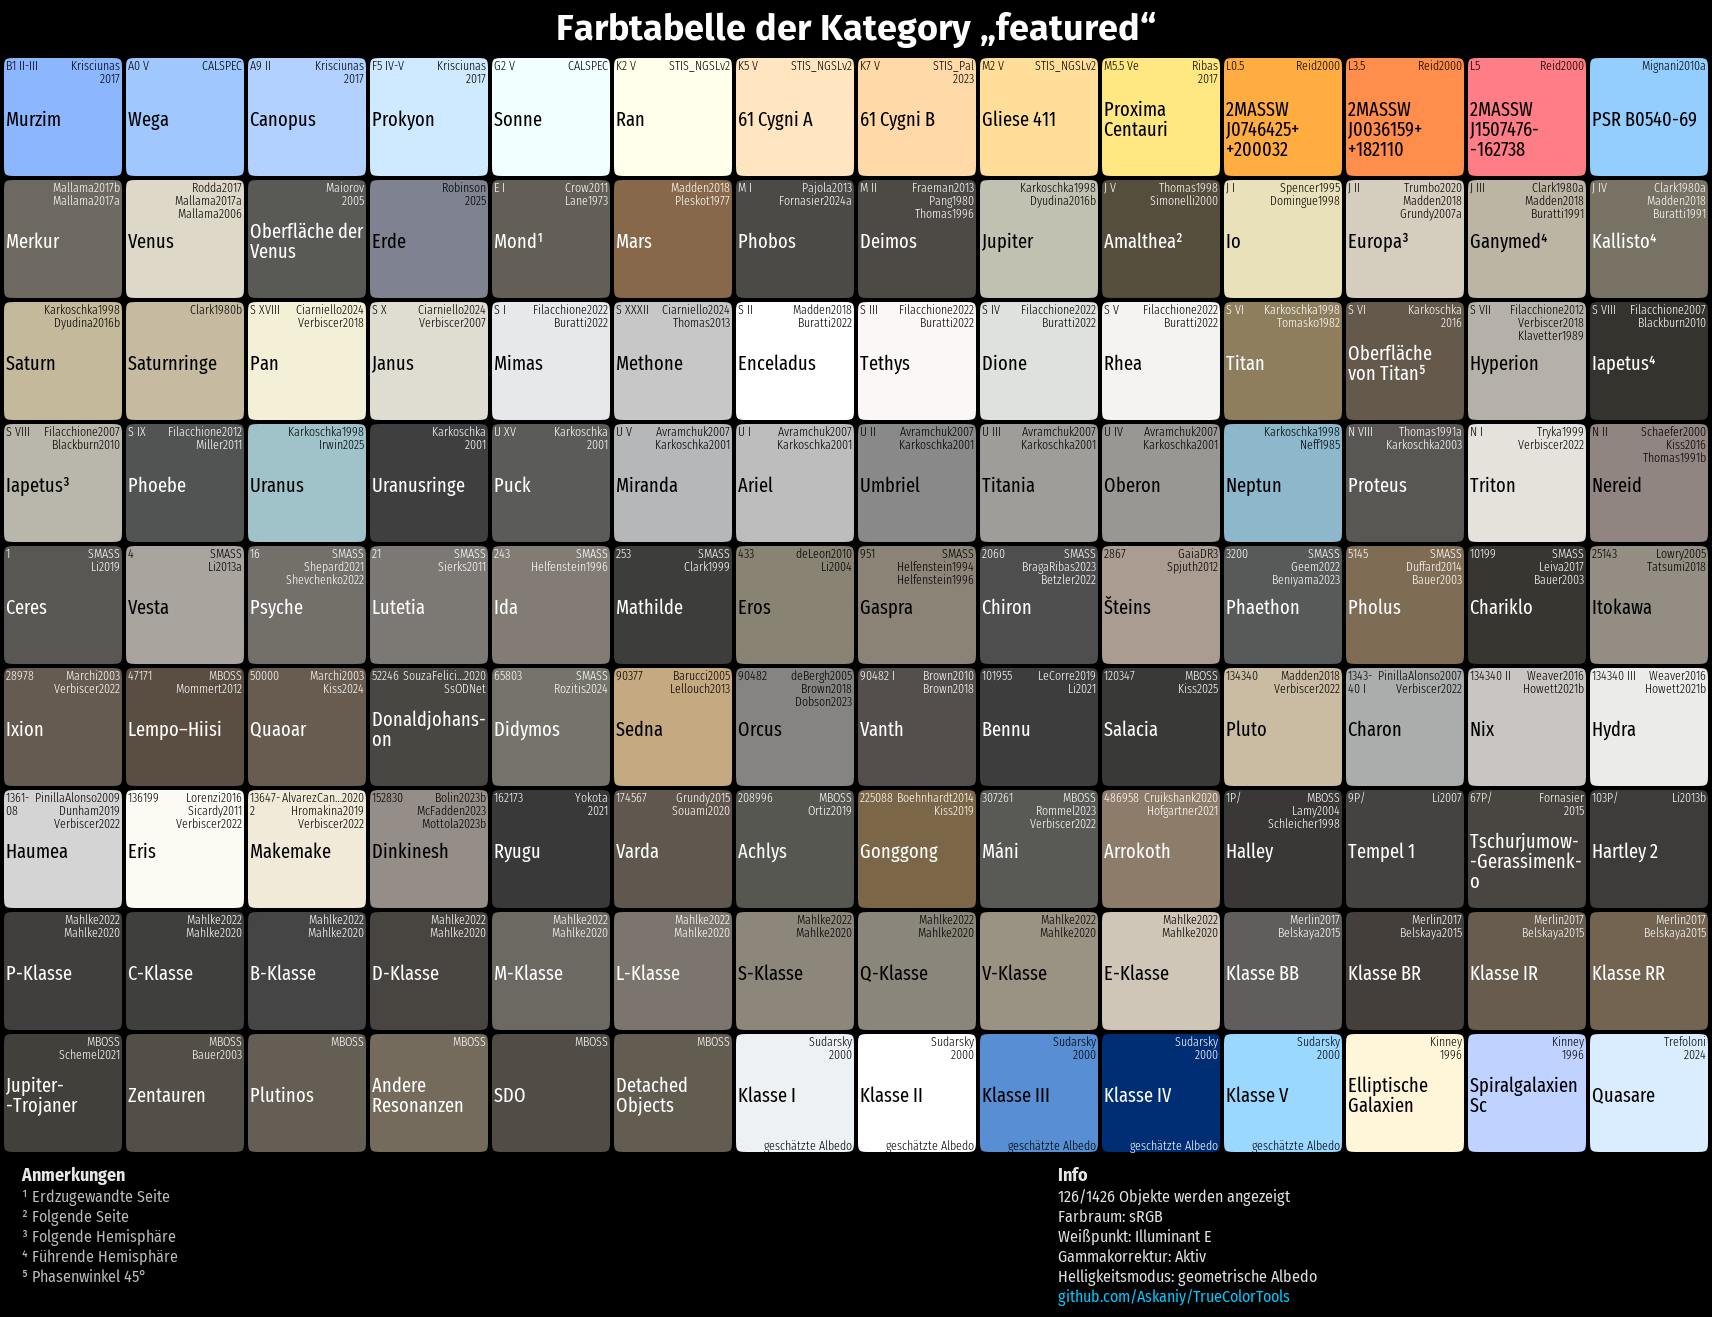 Farbtabelle der Kategory „featured“
B1 II-III Krisciunas
2017
Murzim
A0 V CALSPEC
Wega
A9 II Krisciunas
2017
Canopus
F5 IV-V Krisciunas
2017
Prokyon
G2 V CALSPEC
Sonne
K2 V STIS_NGSLv2
Ran
K5 V STIS_NGSLv2
61 Cygni A
K7 V STIS_Pal
2023
61 Cygni B
M2 V STIS_NGSLv2
Gliese 411
M5.5 Ve Ribas
2017
Proxima
Centauri
L0.5 Reid2000
2MASSW
J0746425+
+200032
L3.5 Reid2000
2MASSW
J0036159+
+182110
L5 Reid2000
2MASSW
J1507476-
-162738
Mignani2010a
PSR B0540-69
Mallama2017b
Mallama2017a
Merkur
Rodda2017
Mallama2017a
Mallama2006
Venus
Maiorov
2005
Oberfläche der
Venus
Robinson
2025
Erde
E I Crow2011
Lane1973
Mond¹
Madden2018
Pleskot1977
Mars
M I Pajola2013
Fornasier2024a
Phobos
M II Fraeman2013
Pang1980
Thomas1996
Deimos
Karkoschka1998
Dyudina2016b
Jupiter
J V Thomas1998
Simonelli2000
Amalthea²
J I Spencer1995
Domingue1998
Io
J II Trumbo2020
Madden2018
Grundy2007a
Europa³
J III Clark1980a
Madden2018
Buratti1991
Ganymed⁴
J IV Clark1980a
Madden2018
Buratti1991
Kallisto⁴
Karkoschka1998
Dyudina2016b
Saturn
Clark1980b
Saturnringe
S XVIII Ciarniello2024
Verbiscer2018
Pan
S X Ciarniello2024
Verbiscer2007
Janus
S I Filacchione2022
Buratti2022
Mimas
S XXXII Ciarniello2024
Thomas2013
Methone
S II Madden2018
Buratti2022
Enceladus
S III Filacchione2022
Buratti2022
Tethys
S IV Filacchione2022
Buratti2022
Dione
S V Filacchione2022
Buratti2022
Rhea
S VI Karkoschka1998
Tomasko1982
Titan
S VI Karkoschka
2016
Oberfläche
von Titan⁵
S VII Filacchione2012
Verbiscer2018
Klavetter1989
Hyperion
S VIII Filacchione2007
Blackburn2010
Iapetus⁴
S VIII Filacchione2007
Blackburn2010
Iapetus³
S IX Filacchione2012
Miller2011
Phoebe
Karkoschka1998
Irwin2025
Uranus
Karkoschka
2001
Uranusringe
U XV Karkoschka
2001
Puck
U V Avramchuk2007
Karkoschka2001
Miranda
U I Avramchuk2007
Karkoschka2001
Ariel
U II Avramchuk2007
Karkoschka2001
Umbriel
U III Avramchuk2007
Karkoschka2001
Titania
U IV Avramchuk2007
Karkoschka2001
Oberon
Karkoschka1998
Neff1985
Neptun
N VIII Thomas1991a
Karkoschka2003
Proteus
N I Tryka1999
Verbiscer2022
Triton
N II Schaefer2000
Kiss2016
Thomas1991b
Nereid
1 SMASS
Li2019
Ceres
4 SMASS
Li2013a
Vesta
16 SMASS
Shepard2021
Shevchenko2022
Psyche
21 SMASS
Sierks2011
Lutetia
243 SMASS
Helfenstein1996
Ida
253 SMASS
Clark1999
Mathilde
433 deLeon2010
Li2004
Eros
951 SMASS
Helfenstein1994
Helfenstein1996
Gaspra
2060 SMASS
BragaRibas2023
Betzler2022
Chiron
2867 GaiaDR3
Spjuth2012
Šteins
3200 SMASS
Geem2022
Beniyama2023
Phaethon
5145 SMASS
Duffard2014
Bauer2003
Pholus
10199 SMASS
Leiva2017
Bauer2003
Chariklo
25143 Lowry2005
Tatsumi2018
Itokawa
28978 Marchi2003
Verbiscer2022
Ixion
47171 MBOSS
Mommert2012
Lempo–Hiisi
50000 Marchi2003
Kiss2024
Quaoar
52246 SouzaFelici…2020
SsODNet
Donaldjohans-
on
65803 SMASS
Rozitis2024
Didymos
90377 Barucci2005
Lellouch2013
Sedna
90482 deBergh2005
Brown2018
Dobson2023
Orcus
90482 I Brown2010
Brown2018
Vanth
101955 LeCorre2019
Li2021
Bennu
120347 MBOSS
Kiss2025
Salacia
134340 Madden2018
Verbiscer2022
Pluto
1343- PinillaAlonso2007
40 I Verbiscer2022
Charon
134340 II Weaver2016
Howett2021b
Nix
134340 III Weaver2016
Howett2021b
Hydra
1361- PinillaAlonso2009
08 Dunham2019
Verbiscer2022
Haumea
136199 Lorenzi2016
Sicardy2011
Verbiscer2022
Eris
13647- AlvarezCan…2020
2 Hromakina2019
Verbiscer2022
Makemake
152830 Bolin2023b
McFadden2023
Mottola2023b
Dinkinesh
162173 Yokota
2021
Ryugu
174567 Grundy2015
Souami2020
Varda
208996 MBOSS
Ortiz2019
Achlys
225088 Boehnhardt2014
Kiss2019
Gonggong
307261 MBOSS
Rommel2023
Verbiscer2022
Máni
486958 Cruikshank2020
Hofgartner2021
Arrokoth
1P/ MBOSS
Lamy2004
Schleicher1998
Halley
9P/ Li2007
Tempel 1
67P/ Fornasier
2015
Tschurjumow-
-Gerassimenk-
o
103P/ Li2013b
Hartley 2
Mahlke2022
Mahlke2020
P-Klasse
Mahlke2022
Mahlke2020
C-Klasse
Mahlke2022
Mahlke2020
B-Klasse
Mahlke2022
Mahlke2020
D-Klasse
Mahlke2022
Mahlke2020
M-Klasse
Mahlke2022
Mahlke2020
L-Klasse
Mahlke2022
Mahlke2020
S-Klasse
Mahlke2022
Mahlke2020
Q-Klasse
Mahlke2022
Mahlke2020
V-Klasse
Mahlke2022
Mahlke2020
E-Klasse
Merlin2017
Belskaya2015
Klasse BB
Merlin2017
Belskaya2015
Klasse BR
Merlin2017
Belskaya2015
Klasse IR
Merlin2017
Belskaya2015
Klasse RR
MBOSS
Schemel2021
Jupiter-
-Trojaner
MBOSS
Bauer2003
Zentauren
MBOSS
Plutinos
MBOSS
Andere
Resonanzen
MBOSS
SDO
MBOSS
Detached
Objects
Sudarsky
2000
Klasse I
geschätzte Albedo
Sudarsky
2000
Klasse II
geschätzte Albedo
Sudarsky
2000
Klasse III
geschätzte Albedo
Sudarsky
2000
Klasse IV
geschätzte Albedo
Sudarsky
2000
Klasse V
geschätzte Albedo
Kinney
1996
Elliptische
Galaxien
Kinney
1996
Spiralgalaxien
Sc
Trefoloni
2024
Quasare
Anmerkungen
¹ Erdzugewandte Seite
² Folgende Seite
³ Folgende Hemisphäre
⁴ Führende Hemisphäre
⁵ Phasenwinkel 45°
Info
126/1426 Objekte werden angezeigt
Farbraum: sRGB
Weißpunkt: Illuminant E
Gammakorrektur: Aktiv
Helligkeitsmodus: geometrische Albedo
github.com/Askaniy/TrueColorTools